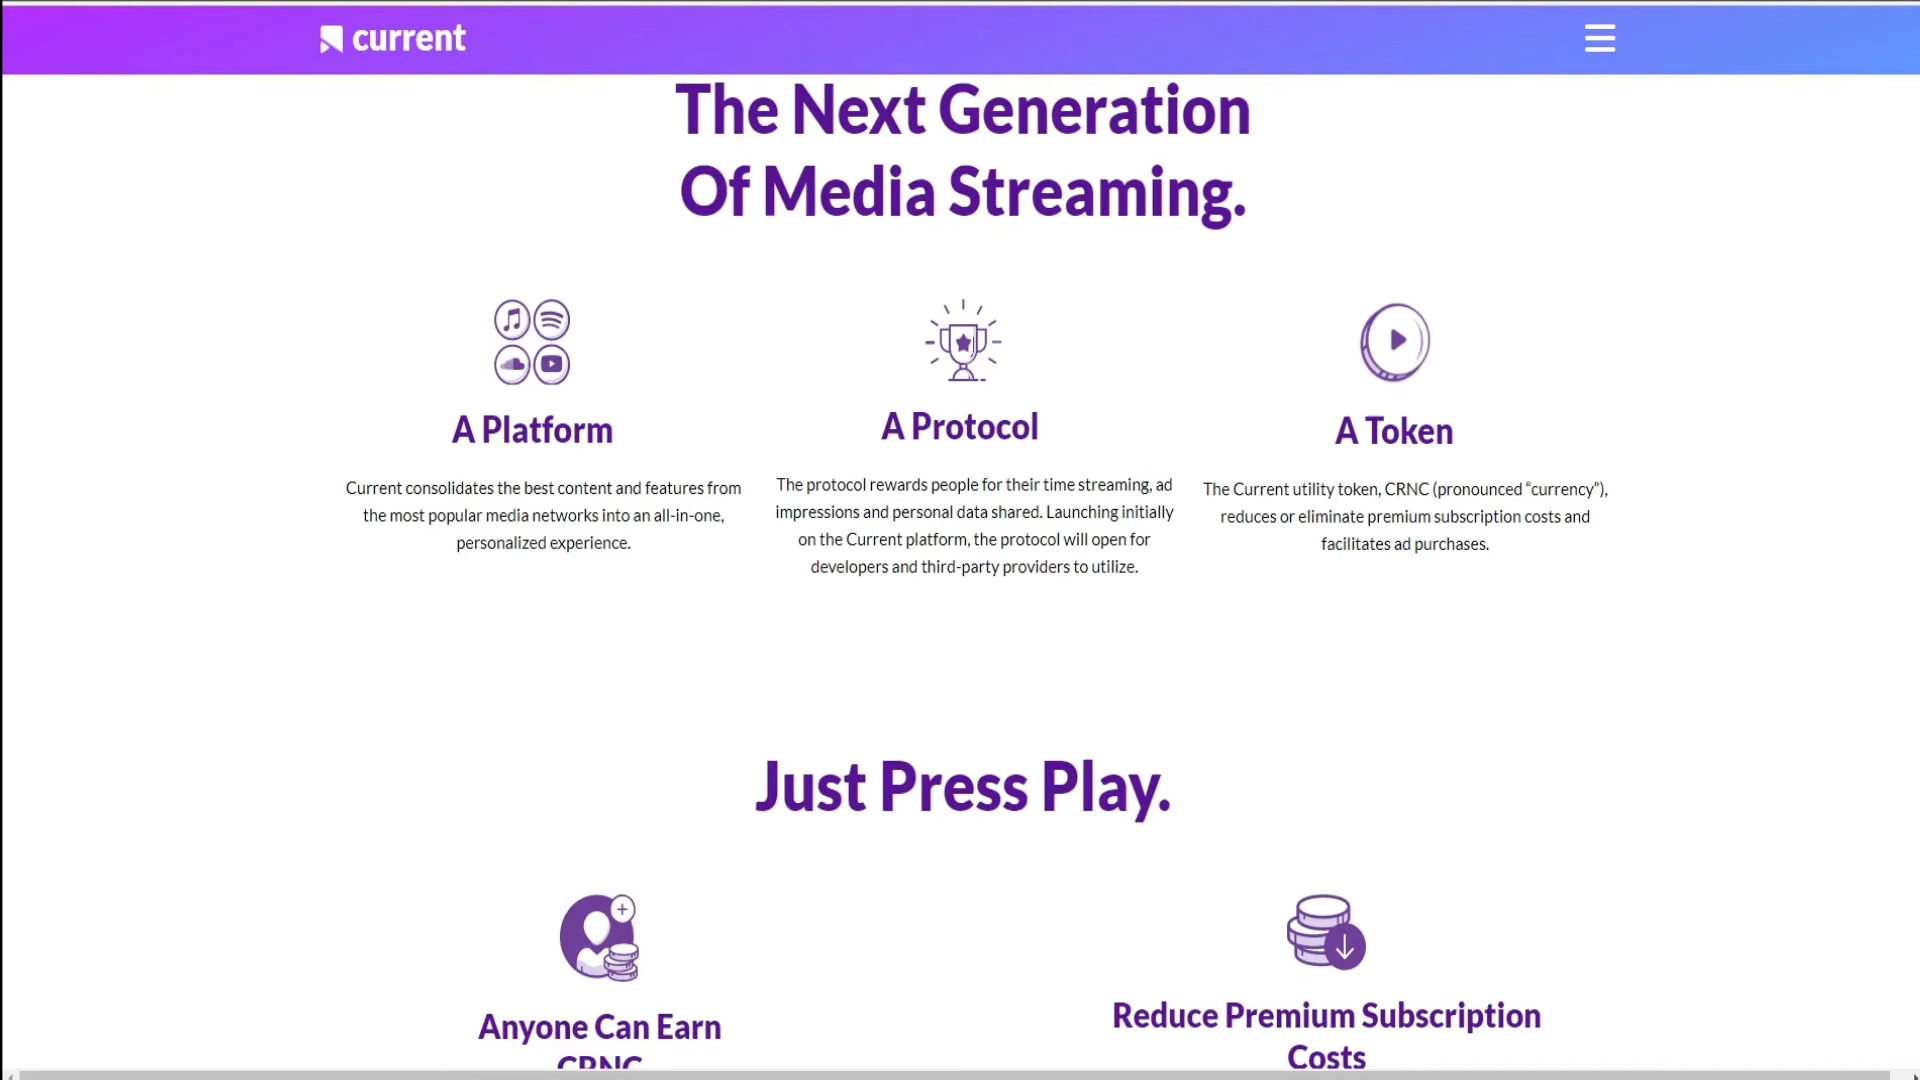 current
The Next Generation
Of Media Streaming.
A Platform
Current consolidates the best content and features from
the most popular media networks into an all-in-one,
personalized experience.
A Protocol
The protocol rewards people for their time streaming, ad
impressions and personal data shared. Launching initially
on the Current platform, the protocol will open for
developers and third-party providers to utilize.
A Token
The Current utility token, CRNC (pronounced “currency”),
reduces or eliminate premium subscription costs and
facilitates ad purchases.
Just Press Play.
Anyone Can Earn
CRNC
Reduce Premium Subscription
Costs